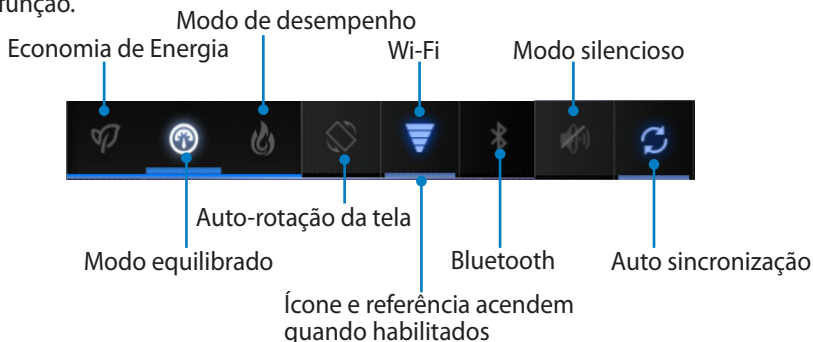 função.
Modo de desempenho
Economia de Energia
Wi-Fi
Modo silencioso
Auto-rotação da tela
Modo equilibrado
Bluetooth
Auto sincronização
Ícone e referência acendem
quando habilitados